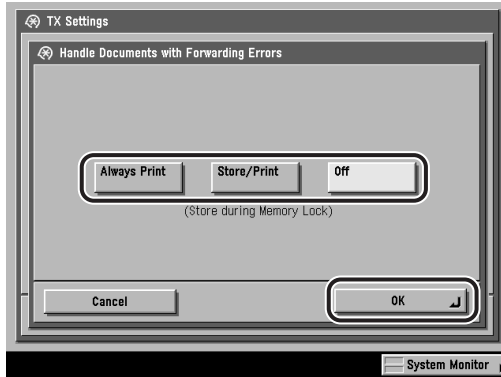 TX Settings
Handle Documents with Forwarding Errors
Always Print Store/Print Off
(Store during Memory Lock)
Cancel OK
System Monitor